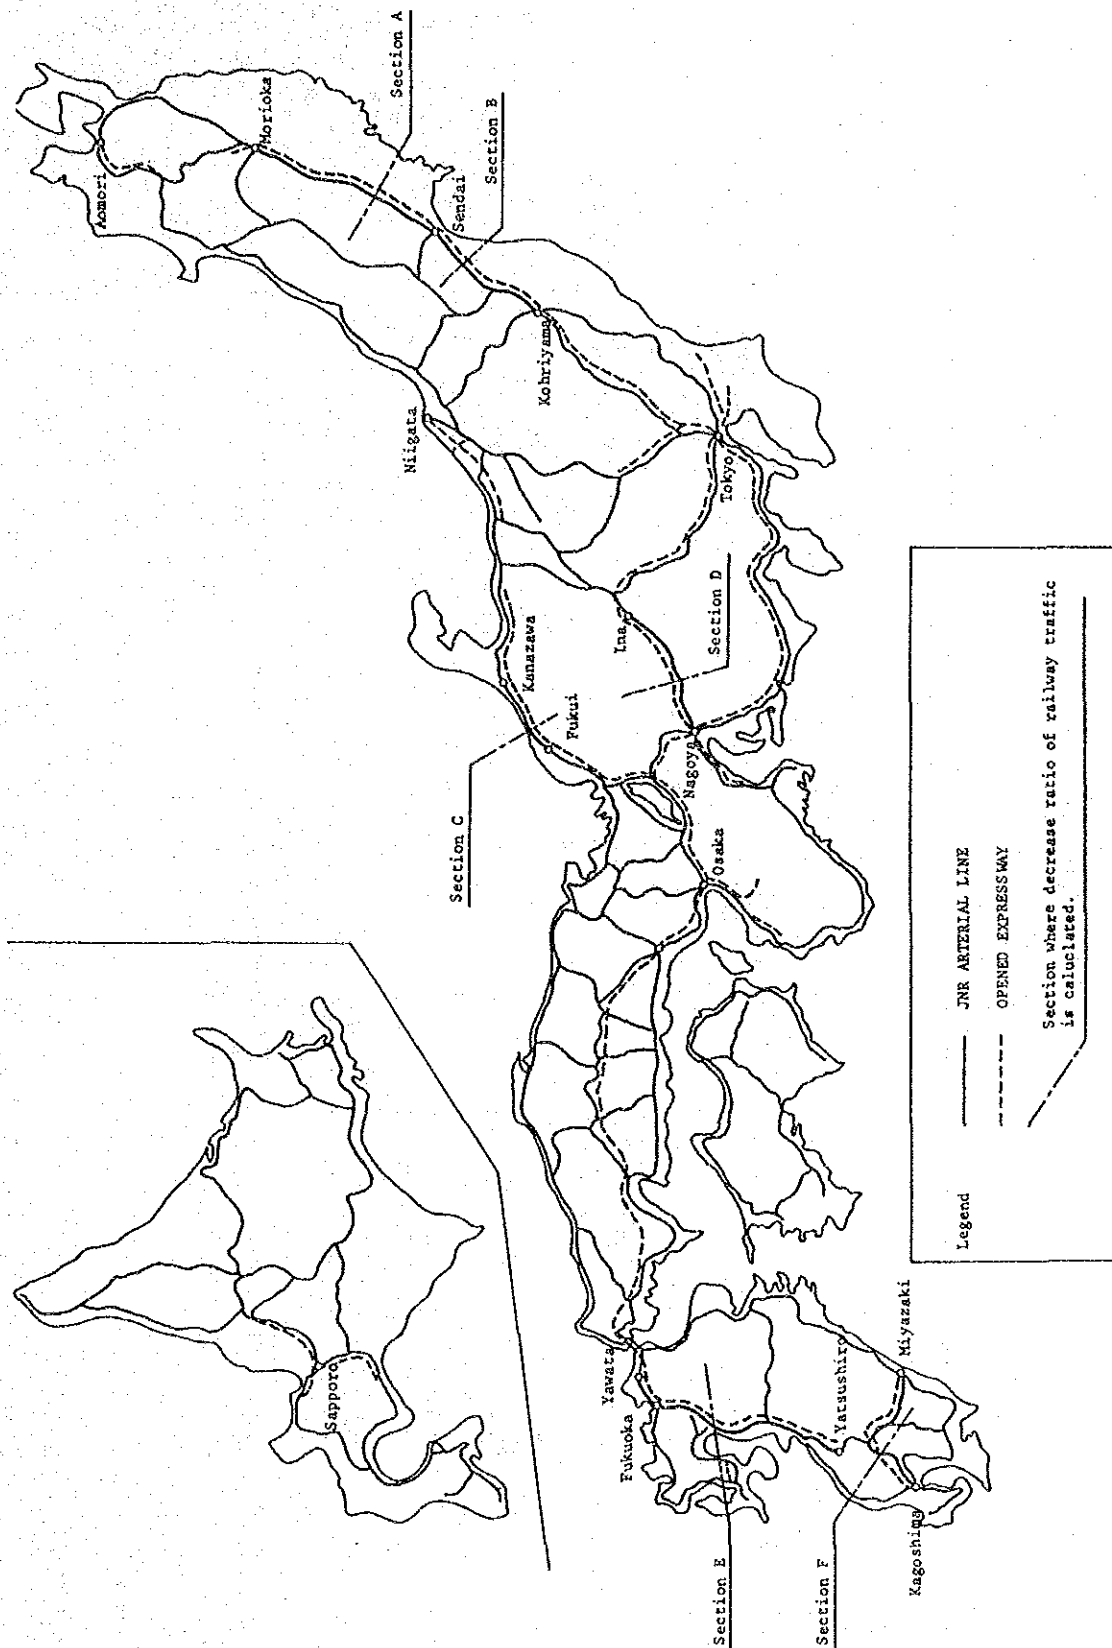 Section A
Section B
Section C
Section D
Section E
Section F
Aomori
Morioka
Sendai
Niigata
Kohriyama
Tokyo
Kanazawa
Fukui
Ina
Nagoya
Osaka
Sapporo
Yawata
Fukuoka
Yatsushiro
Miyazaki
Kagoshima
Legend
JNR ARTERIAL LINE
OPENED EXPRESSWAY
Section where decrease ratio of railway traffic
is caluclated.